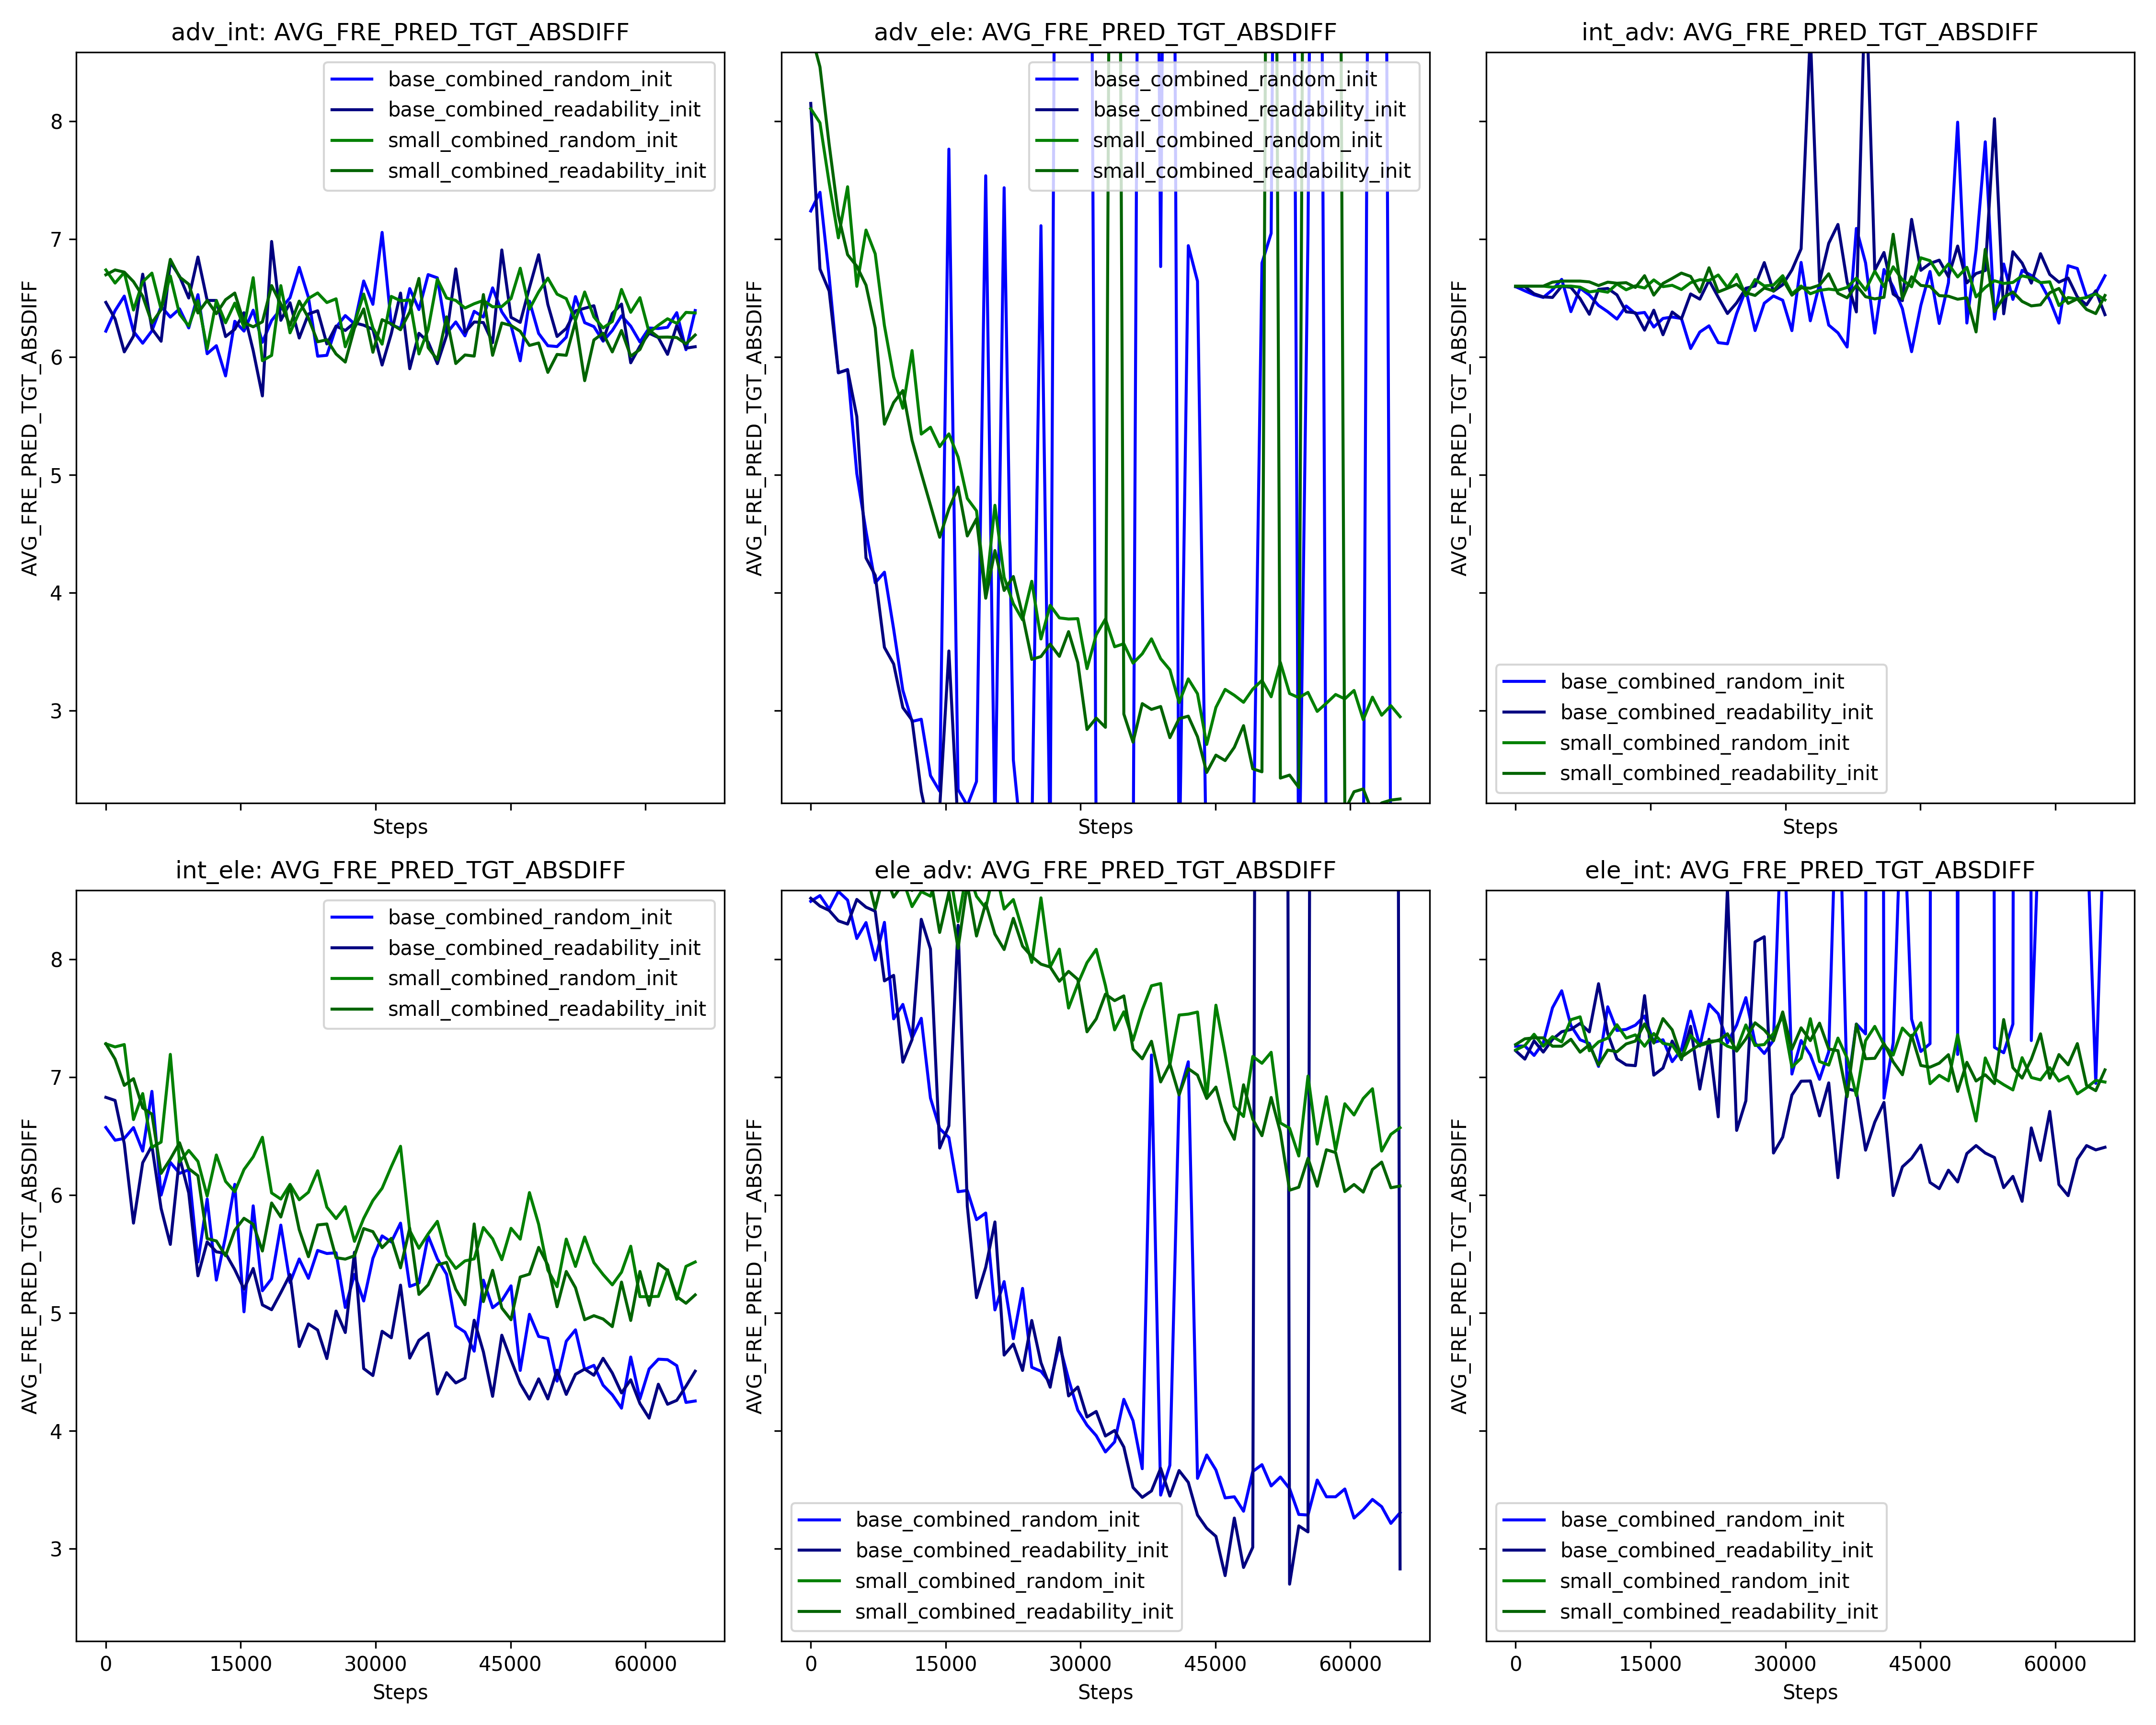 adv_int: AVG_FRE_PRED_TGT_ABSDIFF
AVG_FRE_PRED_TGT_ABSDIFF
8
7
6
5
4
3
base_combined_random_init
base_combined_readability_init
small_combined_random_init
small_combined_readability_init
Steps
adv_ele: AVG_FRE_PRED_TGT_ABSDIFF
AVG_FRE_PRED_TGT_ABSDIFF
base_combined_random_init
base_combined_readability_init
small_combined_random_init
small_combined_readability_init
Steps
int_adv: AVG_FRE_PRED_TGT_ABSDIFF
AVG_FRE_PRED_TGT_ABSDIFF
base_combined_random_init
base_combined_readability_init
small_combined_random_init
small_combined_readability_init
Steps
int_ele: AVG_FRE_PRED_TGT_ABSDIFF
AVG_FRE_PRED_TGT_ABSDIFF
8
7
6
5
4
3
base_combined_random_init
base_combined_readability_init
small_combined_random_init
small_combined_readability_init
0 15000 30000 45000 60000
Steps
ele_adv: AVG_FRE_PRED_TGT_ABSDIFF
AVG_FRE_PRED_TGT_ABSDIFF
base_combined_random_init
base_combined_readability_init
small_combined_random_init
small_combined_readability_init
0 15000 30000 45000 60000
Steps
ele_int: AVG_FRE_PRED_TGT_ABSDIFF
AVG_FRE_PRED_TGT_ABSDIFF
base_combined_random_init
base_combined_readability_init
small_combined_random_init
small_combined_readability_init
0 15000 30000 45000 60000
Steps